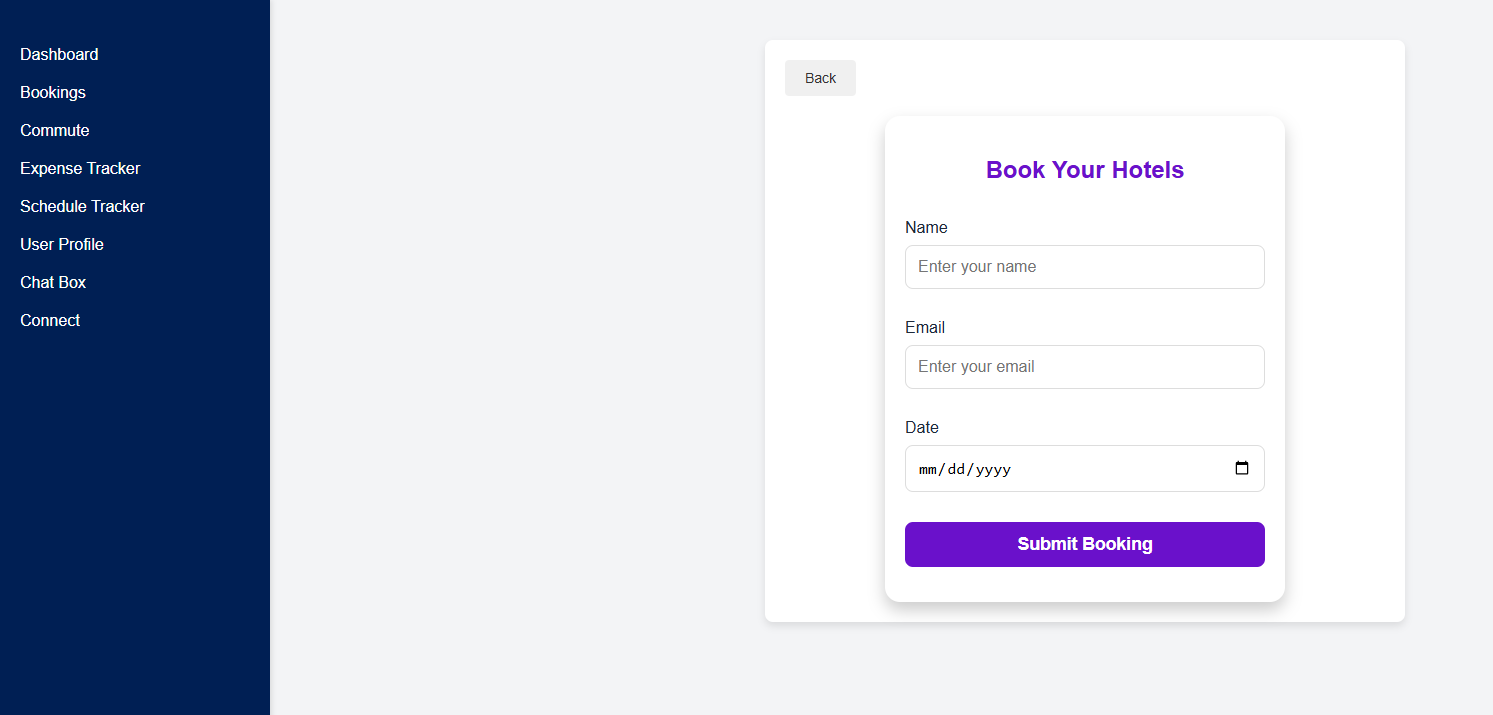 Dashboard
Bookings
Commute
Expense Tracker
Schedule Tracker
User Profile
Chat Box
Connect
Back
Book Your Hotels
Name
Enter your name
Email
Enter your email
Date
mm/dd/yyyy
Submit Booking